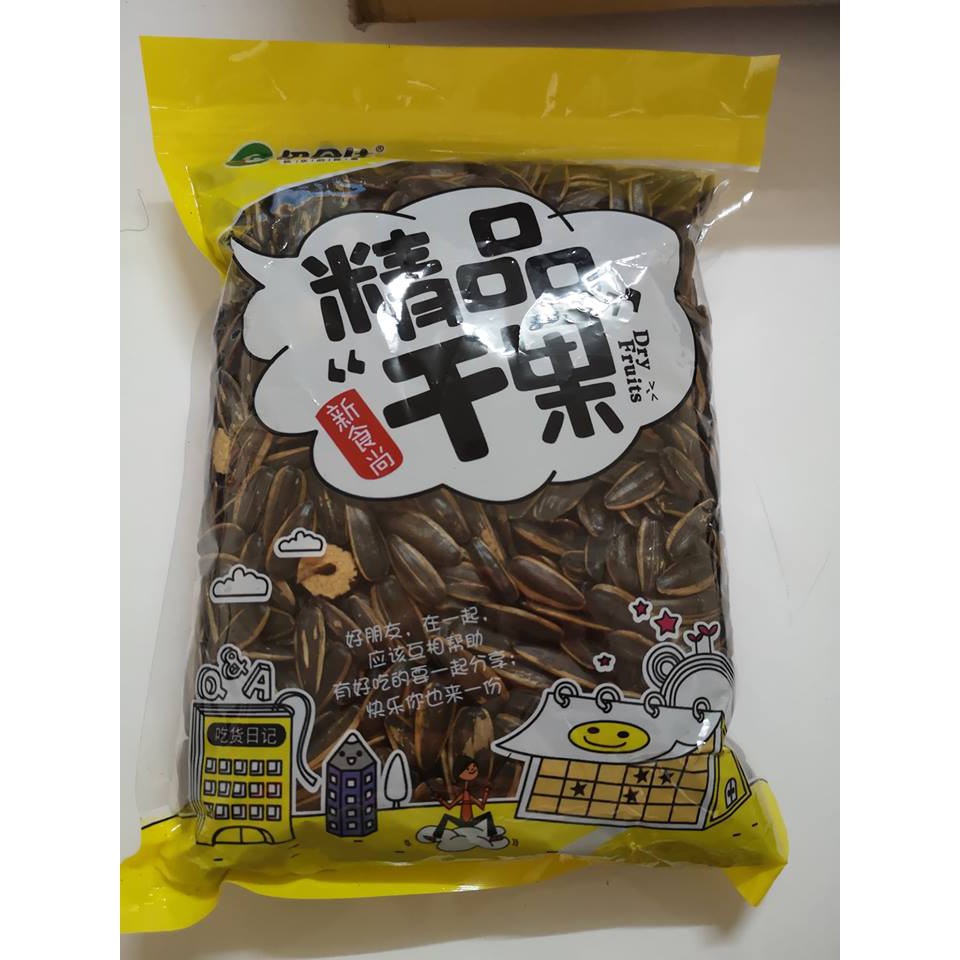 精品
"干果
Dry
Fruits
新食尚
好朋友,在一起,
应该互相帮助
有好吃的要一起分享;
快乐你也来一份
Q&A
吃货日记